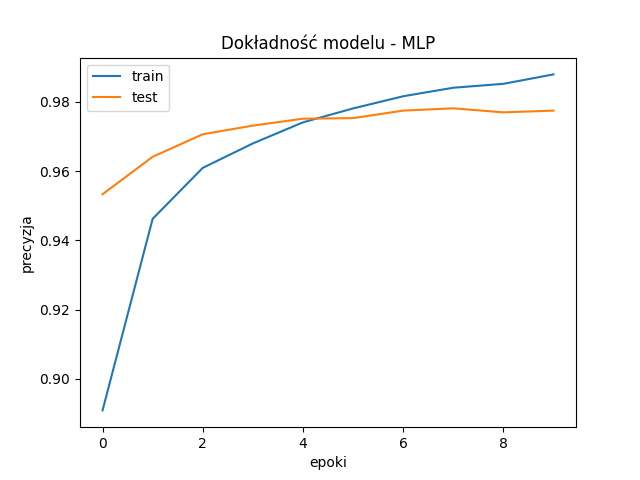 Dokładność modelu - MLP
train
test
precyzja
0.98
0.96
0.94
0.92
0.90
0
2
4
6
8
epoki